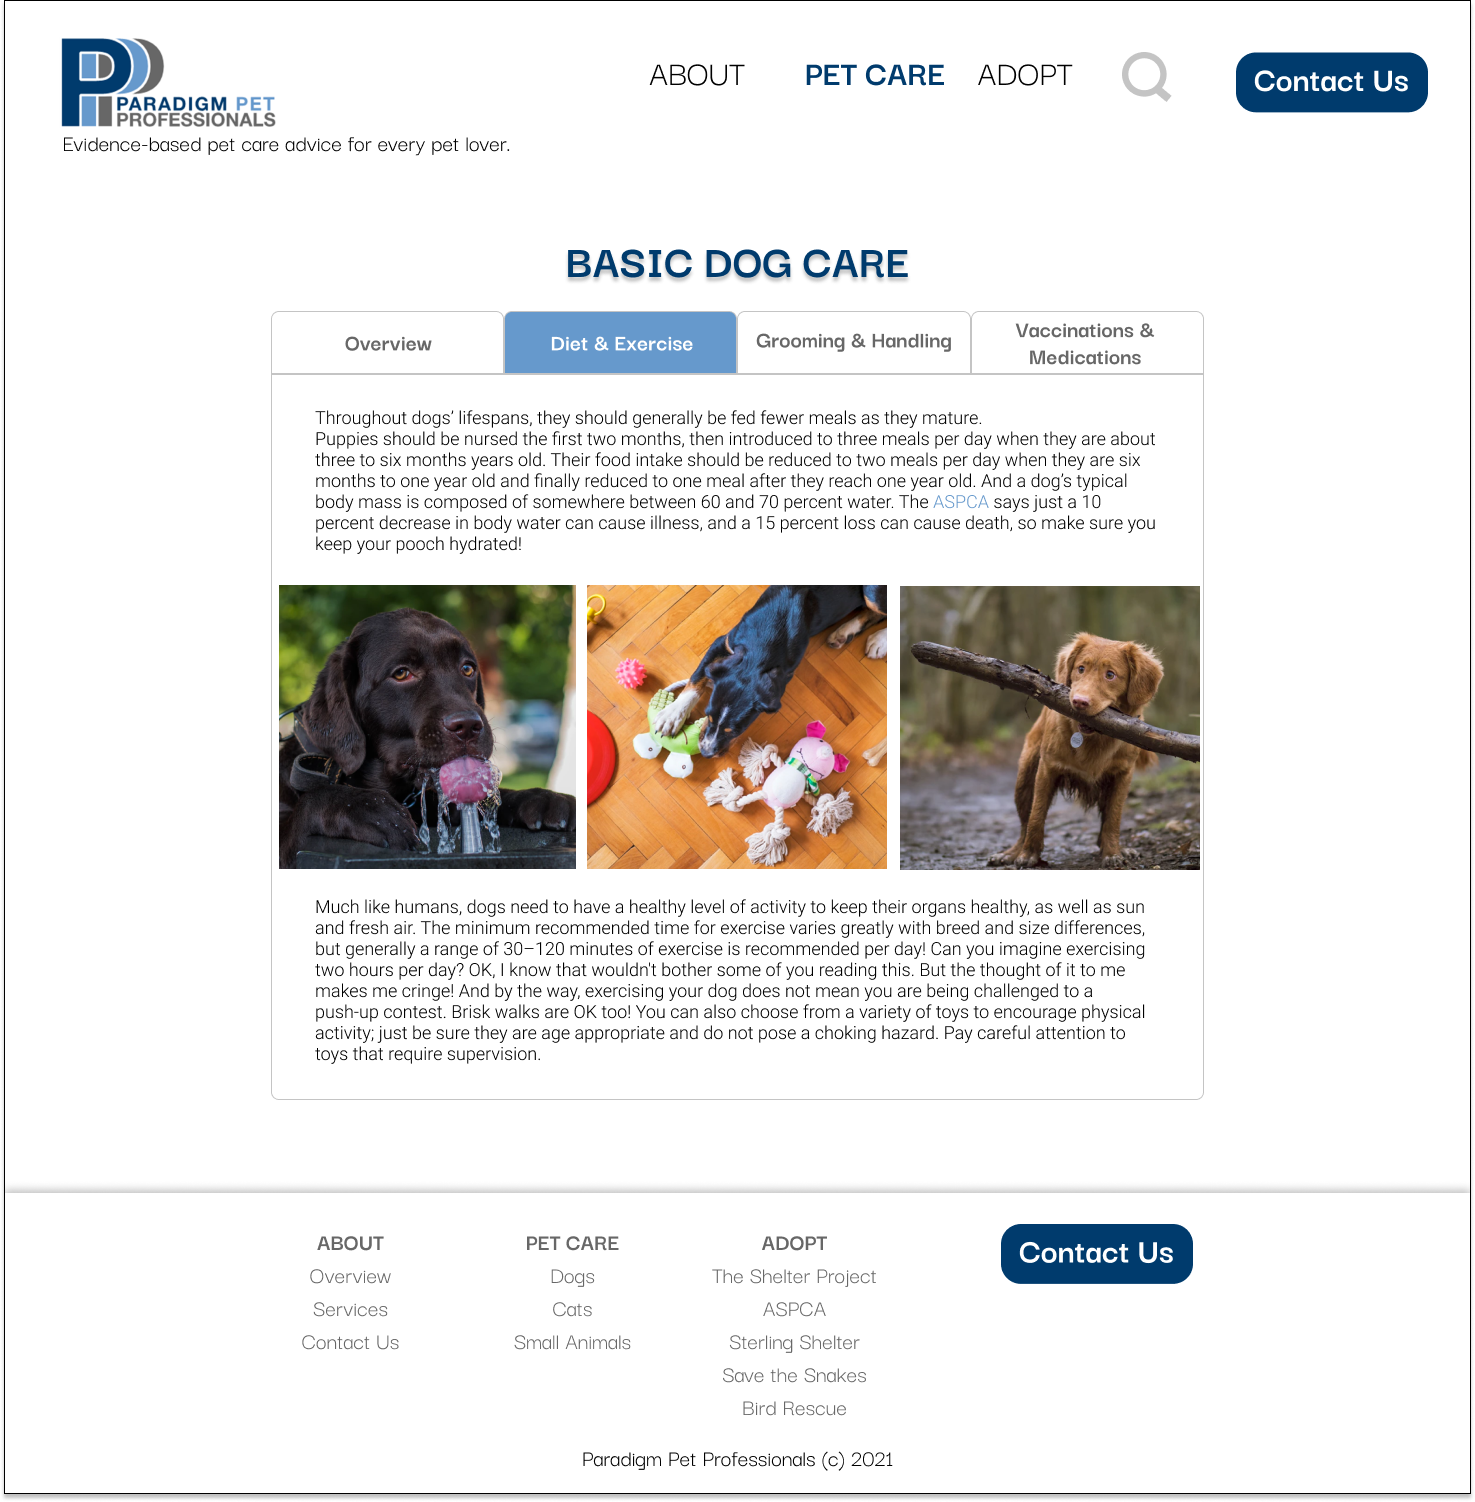 PARADIGM PET
PROFESSIONALS
Evidence-based pet care advice for every pet lover.
ABOUT
PET CARE
ADOPT
Contact Us
BASIC DOG CARE
Overview
Diet & Exercise
Grooming & Handling
Vaccinations &
Medications
Throughout dogs’ lifespans, they should generally be fed fewer meals as they mature.
Puppies should be nursed the first two months, then introduced to three meals per day when they are about
three to six months years old. Their food intake should be reduced to two meals per day when they are six
months to one year old and finally reduced to one meal after they reach one year old. And a dog’s typical
body mass is composed of somewhere between 60 and 70 percent water. The ASPCA says just a 10
percent decrease in body water can cause illness, and a 15 percent loss can cause death, so make sure you
keep your pooch hydrated!
Much like humans, dogs need to have a healthy level of activity to keep their organs healthy, as well as sun
and fresh air. The minimum recommended time for exercise varies greatly with breed and size differences,
but generally a range of 30–120 minutes of exercise is recommended per day! Can you imagine exercising
two hours per day? OK, I know that wouldn't bother some of you reading this. But the thought of it to me
makes me cringe! And by the way, exercising your dog does not mean you are being challenged to a
push-up contest. Brisk walks are OK too! You can also choose from a variety of toys to encourage physical
activity; just be sure they are age appropriate and do not pose a choking hazard. Pay careful attention to
toys that require supervision.
ABOUT
Overview
Services
Contact Us
PET CARE
Dogs
Cats
Small Animals
ADOPT
The Shelter Project
ASPCA
Sterling Shelter
Save the Snakes
Bird Rescue
Contact Us
Paradigm Pet Professionals (c) 2021